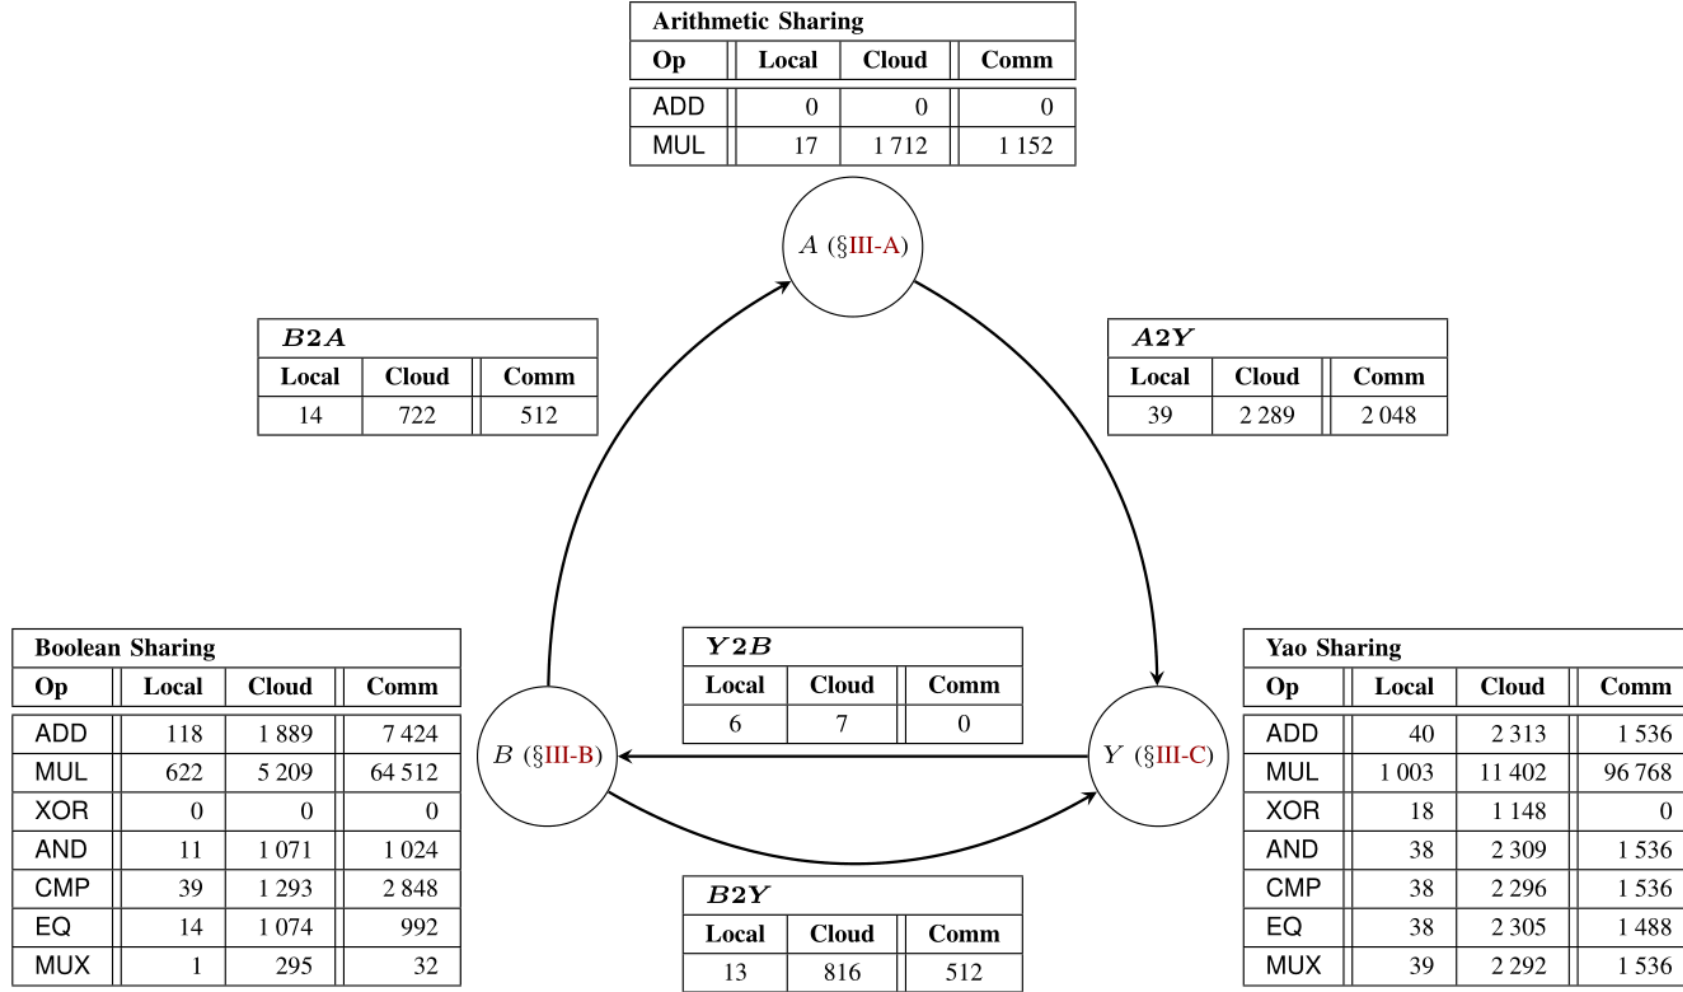 Arithmetic Sharing
Op Local Cloud Comm
ADD 0 0 0
MUL 17 1 712 1 152
A (§III-A)
B2A
Local Cloud Comm
14 722 512
A2Y
Local Cloud Comm
39 2 289 2 048
Boolean Sharing
Op Local Cloud Comm
ADD 118 1 889 7 424
MUL 622 5 209 64 512
XOR 0 0 0
AND 11 1 071 1 024
CMP 39 1 293 2 848
EQ 14 1 074 992
MUX 1 295 32
B (§III-B)
Y2B
Local Cloud Comm
6 7 0
Y (§III-C)
B2Y
Local Cloud Comm
13 816 512
Yao Sharing
Op Local Cloud Comm
ADD 40 2 313 1 536
MUL 1 003 11 402 96 768
XOR 18 1 148 0
AND 38 2 309 1 536
CMP 38 2 296 1 536
EQ 38 2 305 1 488
MUX 39 2 292 1 536